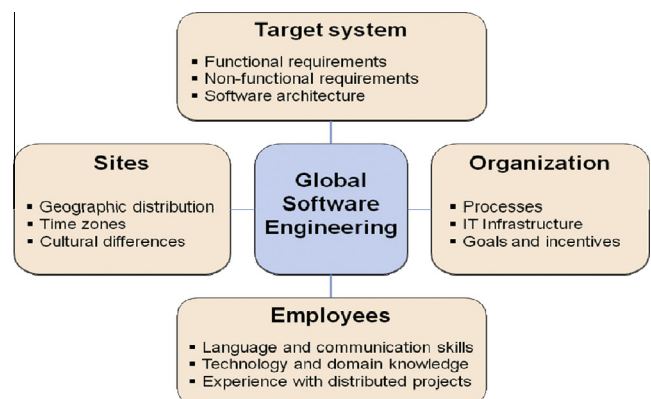 Target system
▪ Functional requirements
▪ Non-functional requirements
▪ Software architecture
Sites
▪ Geographic distribution
▪ Time zones
▪ Cultural differences
Global
Software
Engineering
Organization
▪ Processes
▪ IT Infrastructure
▪ Goals and incentives
Employees
▪ Language and communication skills
▪ Technology and domain knowledge
▪ Experience with distributed projects